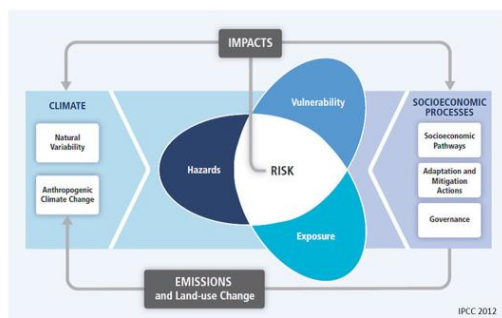 IMPACTS
CLIMATE
Natural
Variability
Anthropogenic
Climate Change
Vulnerability
Hazards
RISK
Exposure
SOCIOECONOMIC
PROCESSES
Socioeconomic
Pathways
Adaptation and
Mitigation
Actions
Governance
EMISSIONS
and Land-use Change
IPCC 2012